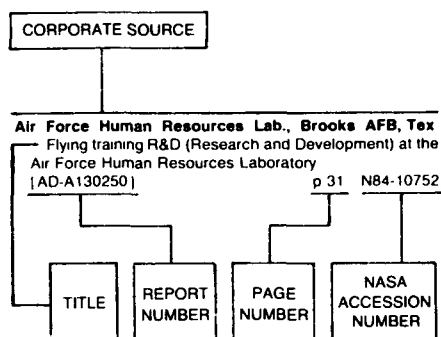 CORPORATE SOURCE
Air Force Human Resources Lab., Brooks AFB, Tex
Flying training R&D (Research and Development) at the
Air Force Human Resources Laboratory
[AD-A130250] p 31 N84-10752
TITLE
REPORT
NUMBER
PAGE
NUMBER
NASA
ACCESSION
NUMBER